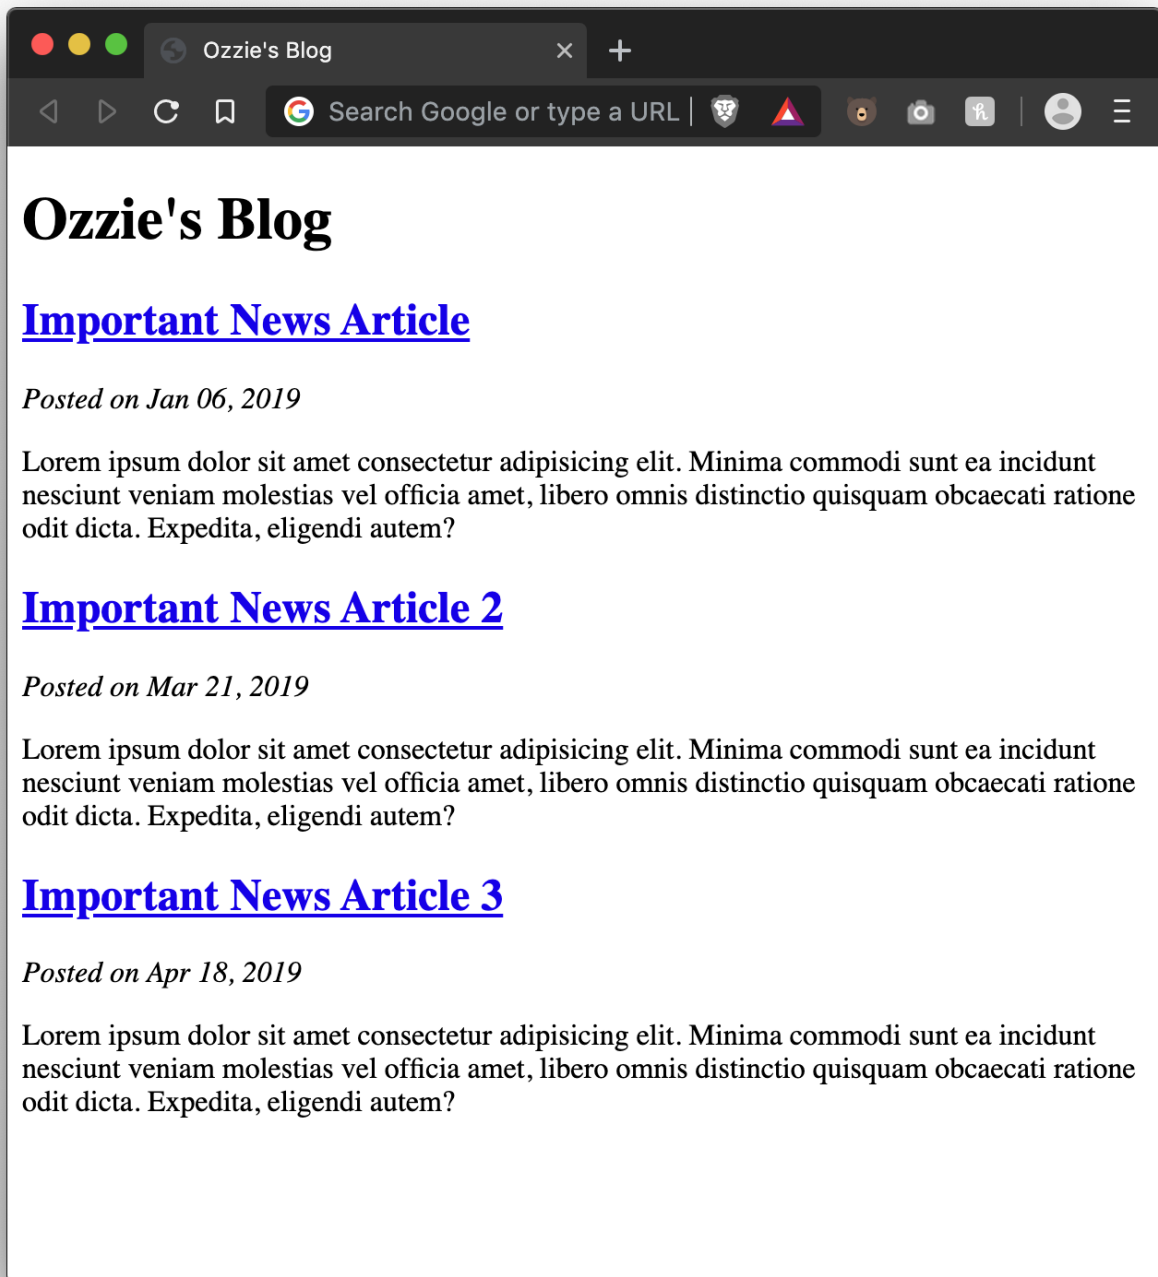 Ozzie's Blog
Search Google or type a URL
Ozzie's Blog
Important News Article
Posted on Jan 06, 2019
Lorem ipsum dolor sit amet consectetur adipisicing elit. Minima commodi sunt ea incidunt
nesciunt veniam molestias vel officia amet, libero omnis distinctio quisquam obcaecati ratione
odit dicta. Expedita, eligendi autem?
Important News Article 2
Posted on Mar 21, 2019
Lorem ipsum dolor sit amet consectetur adipisicing elit. Minima commodi sunt ea incidunt
nesciunt veniam molestias vel officia amet, libero omnis distinctio quisquam obcaecati ratione
odit dicta. Expedita, eligendi autem?
Important News Article 3
Posted on Apr 18, 2019
Lorem ipsum dolor sit amet consectetur adipisicing elit. Minima commodi sunt ea incidunt
nesciunt veniam molestias vel officia amet, libero omnis distinctio quisquam obcaecati ratione
odit dicta. Expedita, eligendi autem?